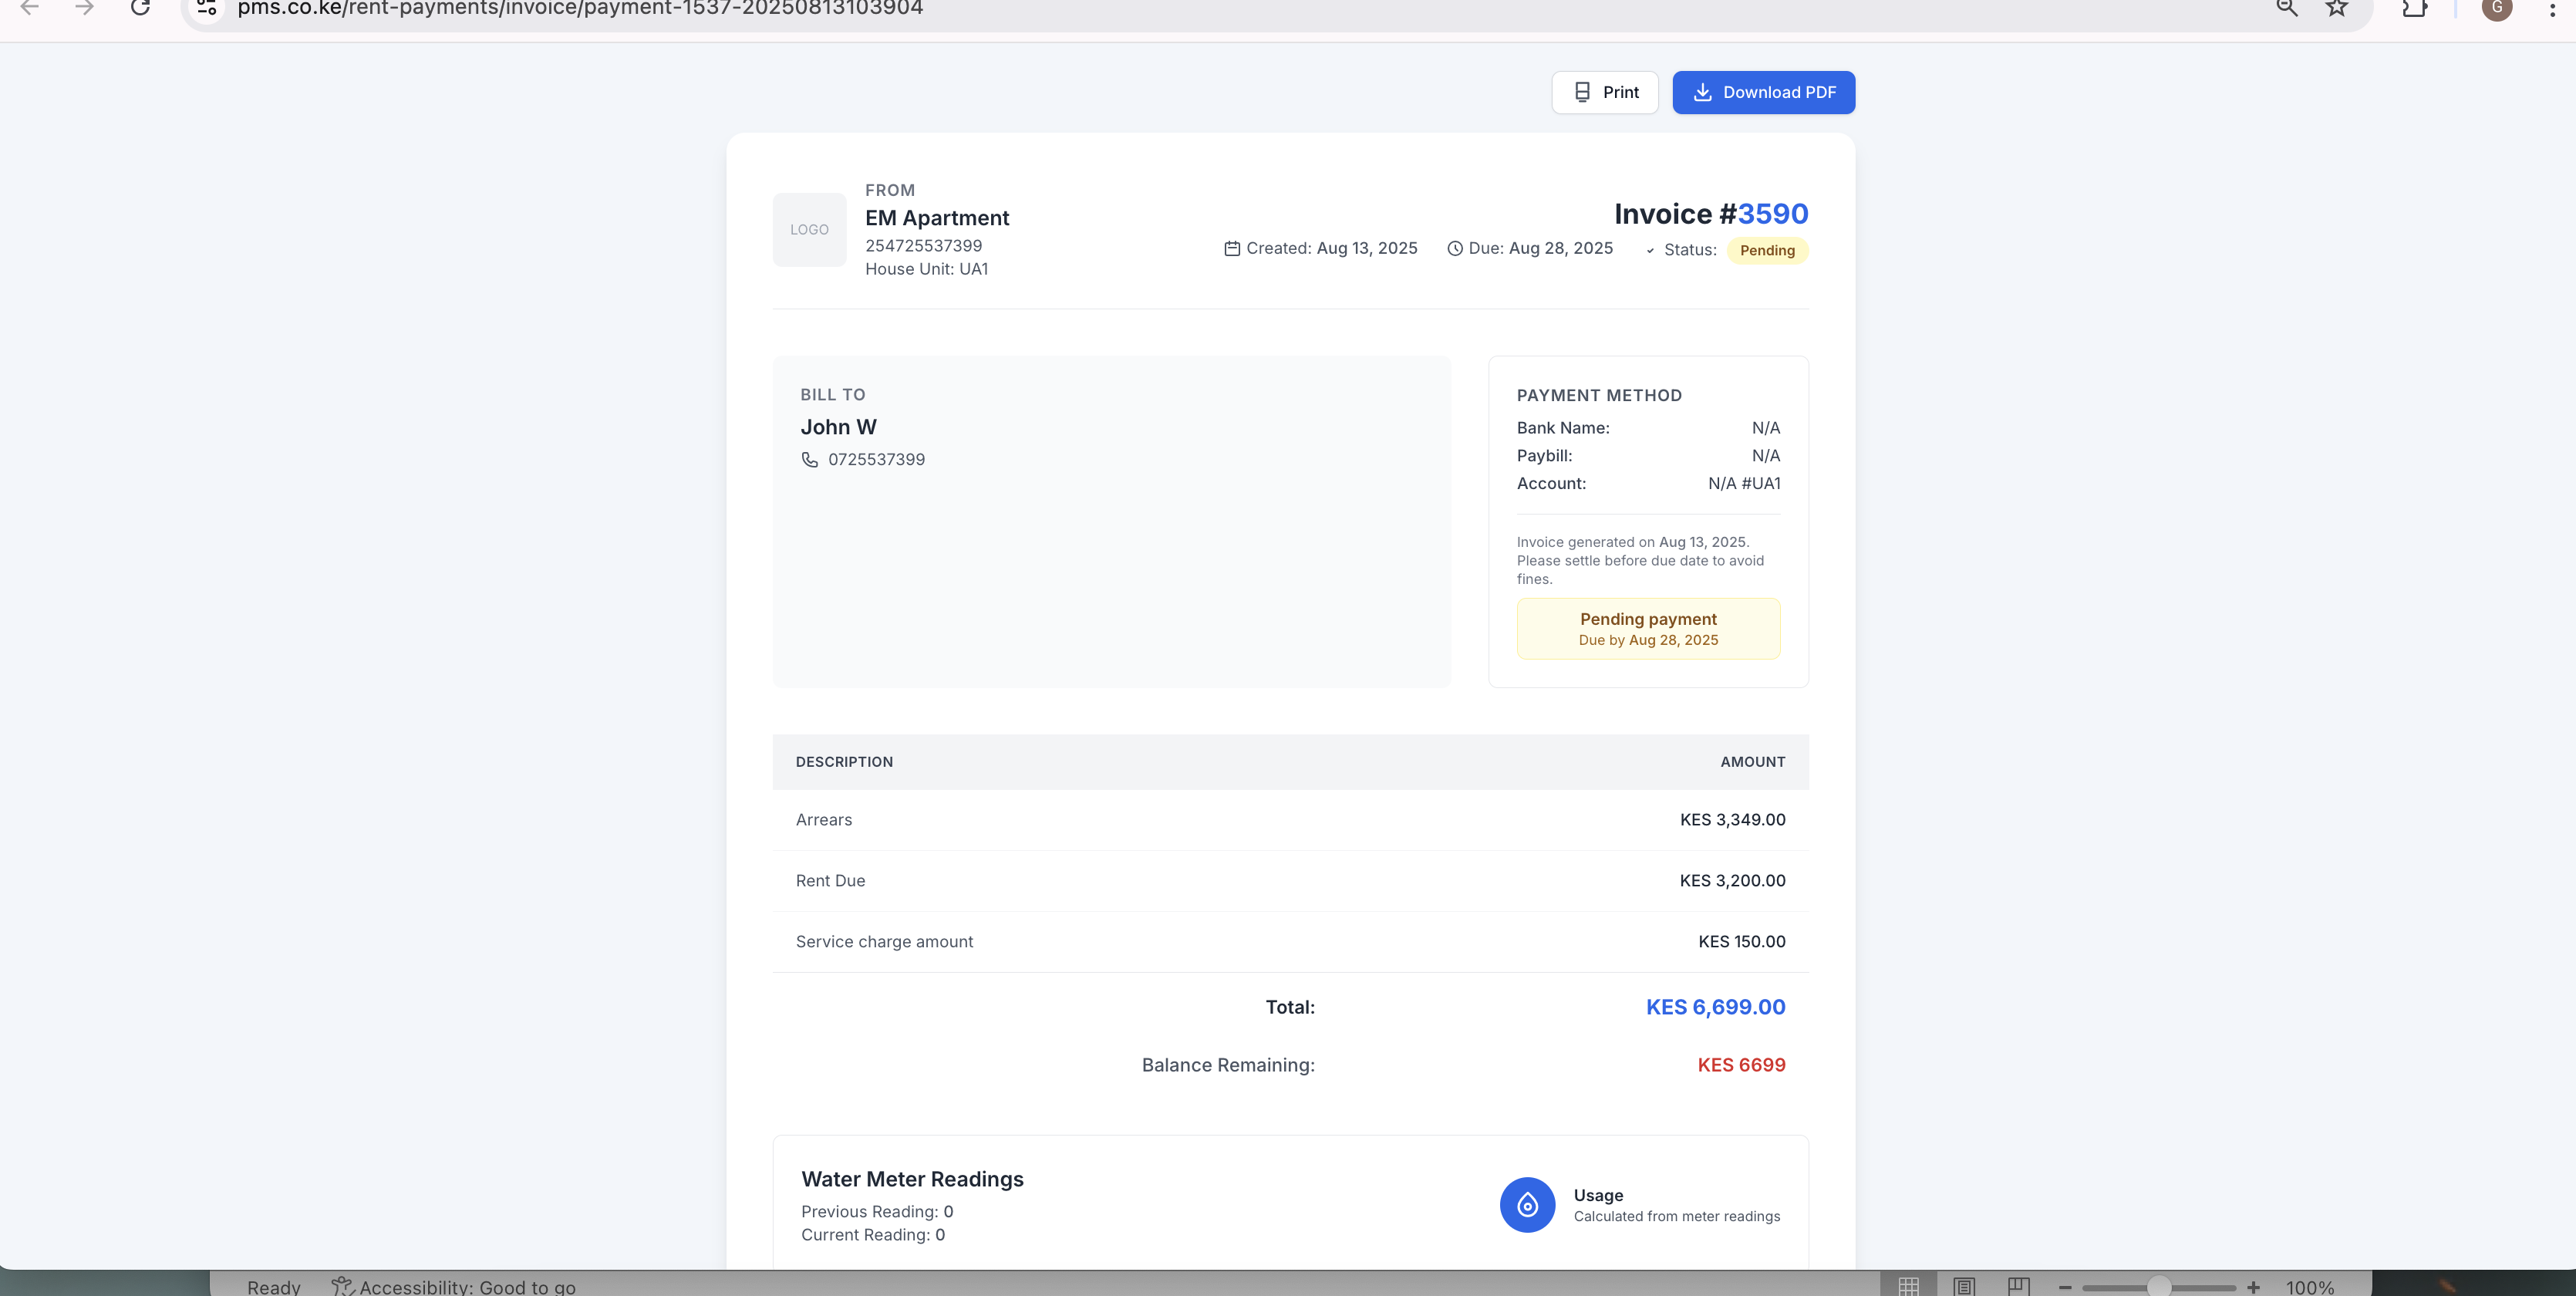 pms.co.ke/rent-payments/invoice/payment-1537-20250813103904
G
Print
Download PDF
LOGO
FROM
EM Apartment
254725537399
House Unit: UA1
Invoice #3590
Created: Aug 13, 2025
Due: Aug 28, 2025
Status: Pending
BILL TO
John W
0725537399
PAYMENT METHOD
Bank Name: N/A
Paybill: N/A
Account: N/A #UA1
Invoice generated on Aug 13, 2025.
Please settle before due date to avoid
fines.
Pending payment
Due by Aug 28, 2025
DESCRIPTION AMOUNT
Arrears KES 3,349.00
Rent Due KES 3,200.00
Service charge amount KES 150.00
Total: KES 6,699.00
Balance Remaining: KES 6699
Water Meter Readings
Previous Reading: 0
Current Reading: 0
Usage
Calculated from meter readings
Ready
Accessibility: Good to go
100%